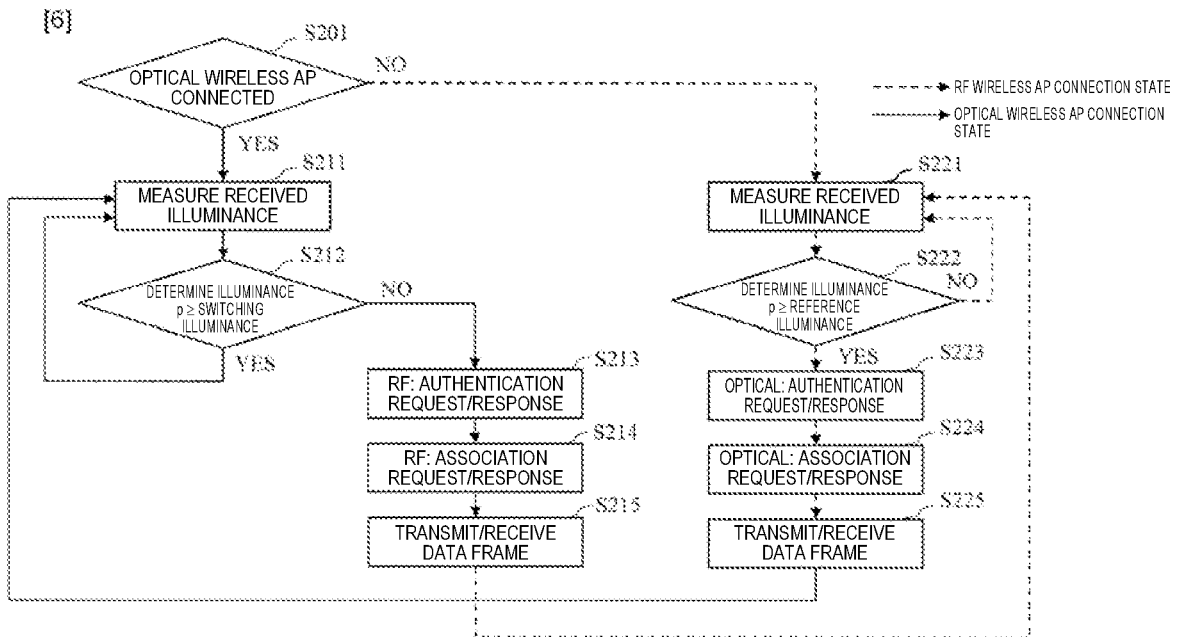 [6]
S201
OPTICAL WIRELESS AP
CONNECTED
NO
RF WIRELESS AP CONNECTION STATE
OPTICAL WIRELESS AP CONNECTION
STATE
YES
S211
MEASURE RECEIVED
ILLUMINANCE
S221
MEASURE RECEIVED
ILLUMINANCE
S212
DETERMINE ILLUMINANCE
p ≥ SWITCHING
ILLUMINANCE
NO
YES
S222
DETERMINE ILLUMINANCE
p ≥ REFERENCE
ILLUMINANCE
NO
YES
S213
RF: AUTHENTICATION
REQUEST/RESPONSE
S223
OPTICAL: AUTHENTICATION
REQUEST/RESPONSE
S214
RF: ASSOCIATION
REQUEST/RESPONSE
S224
OPTICAL: ASSOCIATION
REQUEST/RESPONSE
S215
TRANSMIT/RECEIVE
DATA FRAME
S225
TRANSMIT/RECEIVE
DATA FRAME